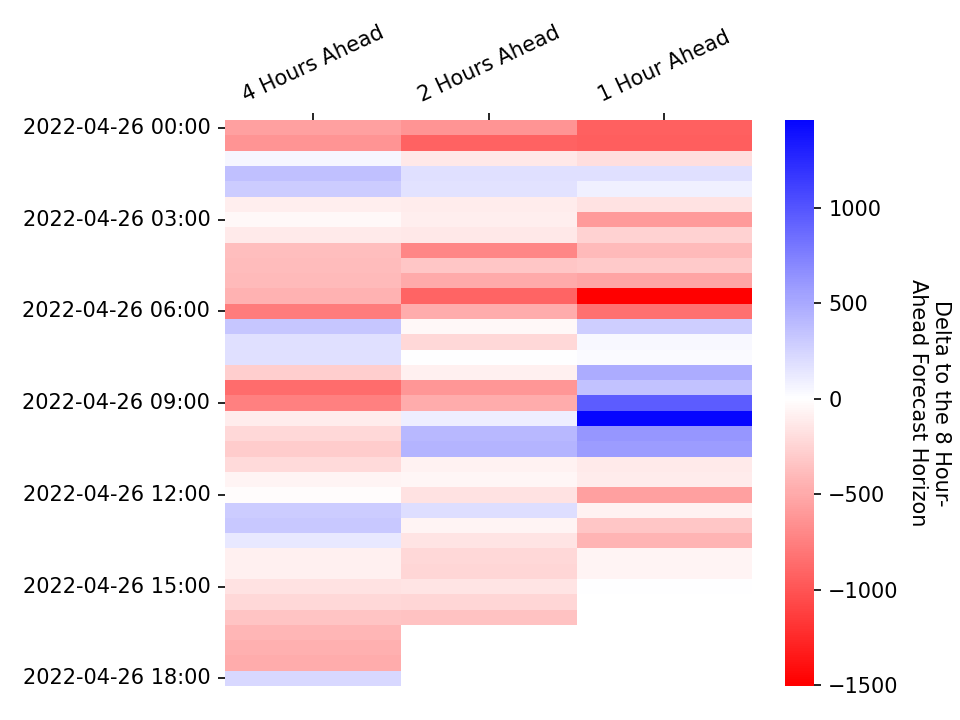 4 Hours Ahead
2 Hours Ahead
1 Hour Ahead
2022-04-26 00:00
2022-04-26 03:00
2022-04-26 06:00
2022-04-26 09:00
2022-04-26 12:00
2022-04-26 15:00
2022-04-26 18:00
1000
500
0
−500
−1000
−1500
Delta to the 8 Hour-
Ahead Forecast Horizon